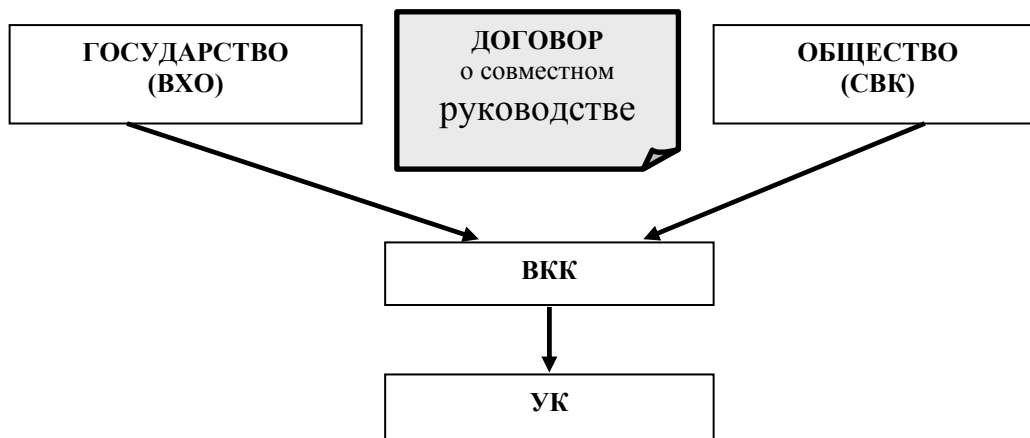 ГОСУДАРСТВО
(ВХО)
ДОГОВОР
о совместном
руководстве
ОБЩЕСТВО
(СВК)
ВКК
УК